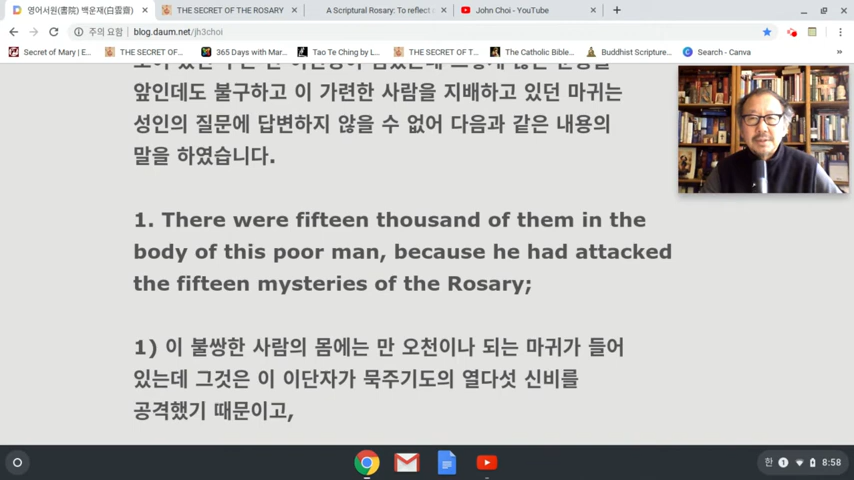 영어서원(書院) 백운재(白雲齋)
THE SECRET OF THE ROSARY
A Scriptural Rosary: To reflect
John Choi - YouTube
주의 요함
blog.daum.net/jh3choi
Secret of Mary | E...
THE SECRET OF...
365 Days with Mar...
Tao Te Ching by L...
THE SECRET OF T...
The Catholic Bible...
Buddhist Scripture...
Search - Canva
앞인데도 불구하고 이 가련한 사람을 지배하고 있던 마귀는
성인의 질문에 답변하지 않을 수 없어 다음과 같은 내용의
말을 하였습니다.
1. There were fifteen thousand of them in the
body of this poor man, because he had attacked
the fifteen mysteries of the Rosary;
1) 이 불쌍한 사람의 몸에는 만 오천이나 되는 마귀가 들어
있는데 그것은 이 이단자가 묵주기도의 열다섯 신비를
공격했기 때문이고,
한
1
8:58